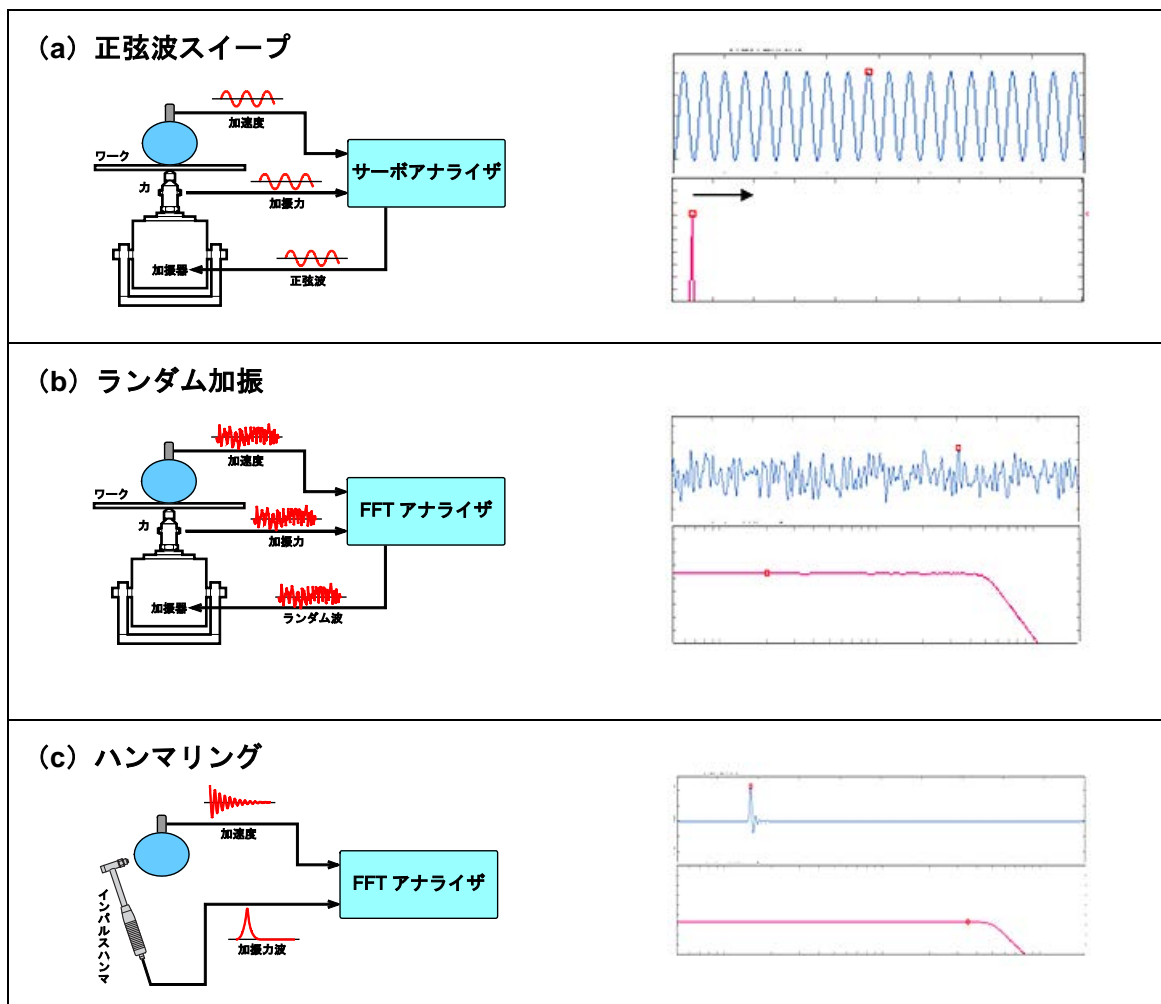 （a）正弦波スイープ
加速度
ワーク
サーボアナライザ
力
加振力
加振器
正弦波
（b）ランダム加振
加速度
ワーク
FFT アナライザ
力
加振力
加振器
ランダム波
（c）ハンマリング
加速度
FFT アナライザ
インパルスハンマ
加振力波